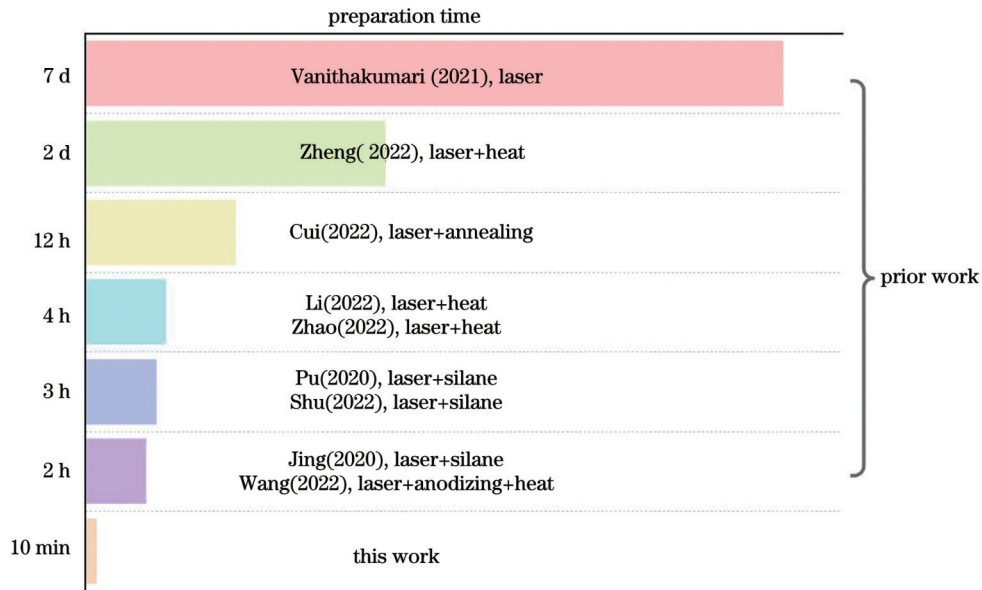 preparation time
7 d
Vanithakumari (2021), laser
2 d
Zheng( 2022), laser+heat
12 h
Cui(2022), laser+annealing
4 h
Li(2022), laser+heat
Zhao(2022), laser+heat
prior work
3 h
Pu(2020), laser+silane
Shu(2022), laser+silane
2 h
Jing(2020), laser+silane
Wang(2022), laser+anodizing+heat
10 min
this work